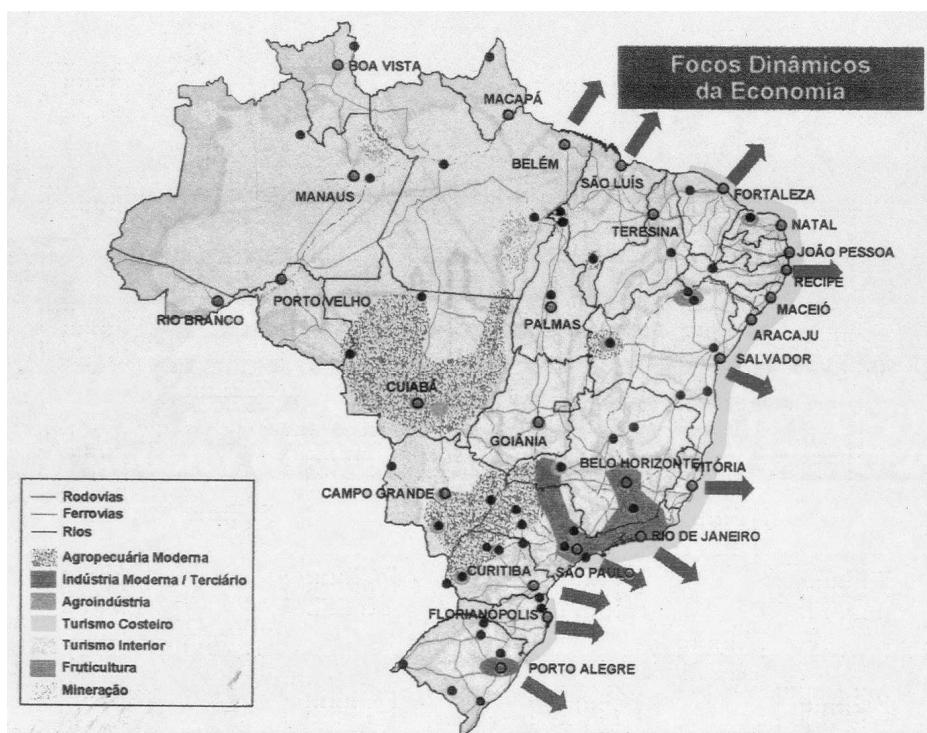 Focos Dinâmicos
da Economia
BOA VISTA
MACAPÁ
BELÉM
SÃO LUÍS
FORTALEZA
MANAUS
TERESINA
NATAL
JOÃO PESSOA
RECIFE
PORTO VELHO
RIO BRANCO
PALMAS
MACEIÓ
ARACAJU
SALVADOR
CUIABÁ
GOIÂNIA
BELO HORIZONTE
VITÓRIA
CAMPO GRANDE
RIO DE JANEIRO
SÃO PAULO
CURITIBA
FLORIANÓPOLIS
PORTO ALEGRE
Rodovias
Ferrovias
Rios
Agropecuária Moderna
Indústria Moderna / Terciário
Agroindústria
Turismo Costeiro
Turismo Interior
Fruticultura
Mineração